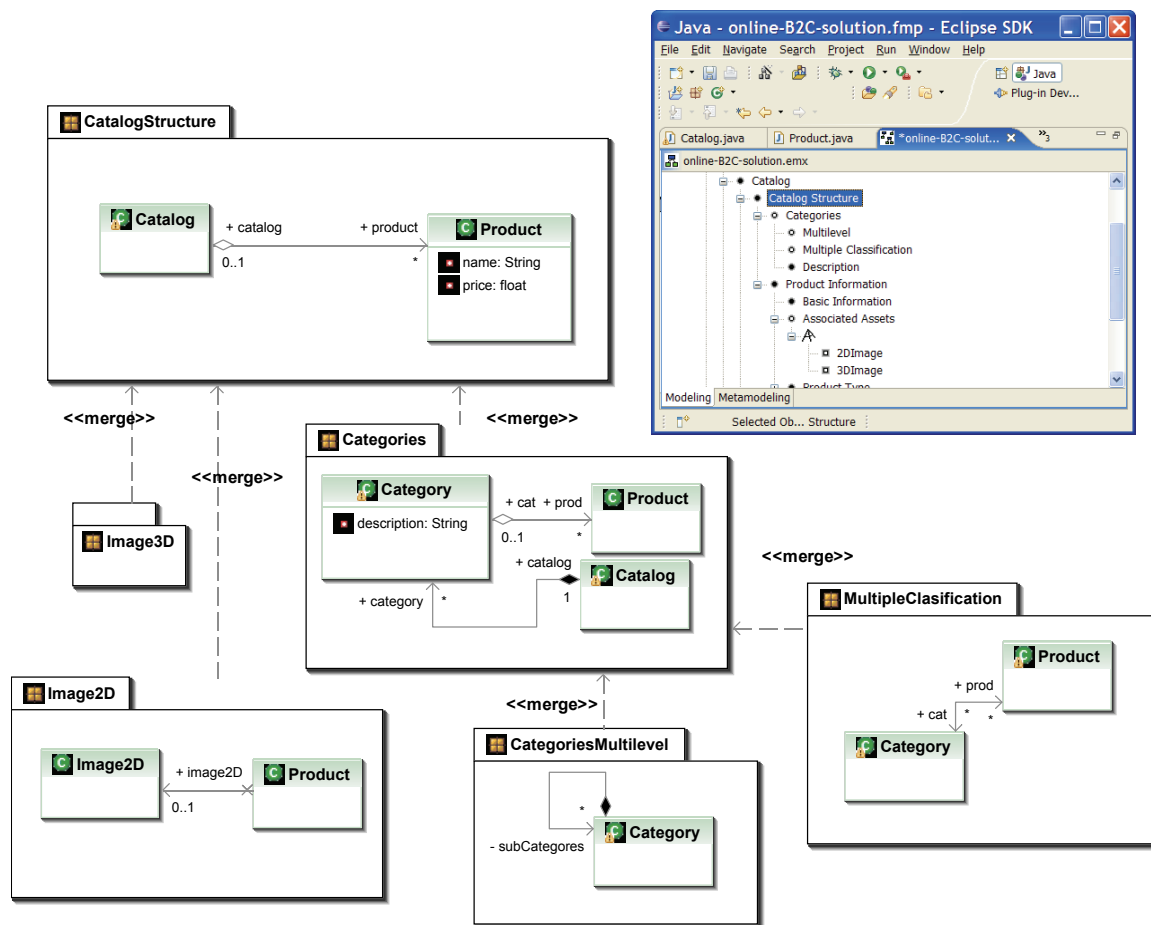 Java - online-B2C-solution.fmp - Eclipse SDK
File Edit Navigate Search Project Run Window Help
Java
Plug-in Dev...
Catalog.java
Product.java
*online-B2C-solut...
»3
online-B2C-solution.emx
Catalog
Catalog Structure
Categories
Multilevel
Multiple Classification
Description
Product Information
Basic Information
Associated Assets
2DImage
3DImage
Product Type
Modeling Metamodeling
Selected Ob... Structure
CatalogStructure
Catalog
+ catalog
+ product
0..1
*
Product
name: String
price: float
<<merge>>
<<merge>>
<<merge>>
Image3D
Categories
Category
description: String
+ cat + prod
0..1
*
Product
+ catalog
Catalog
1
+ category
*
<<merge>>
MultipleClasification
Product
+ prod
+ cat
*
*
Category
<<merge>>
Image2D
Image2D
+ image2D
0..1
Product
CategoriesMultilevel
*
Category
- subCategores